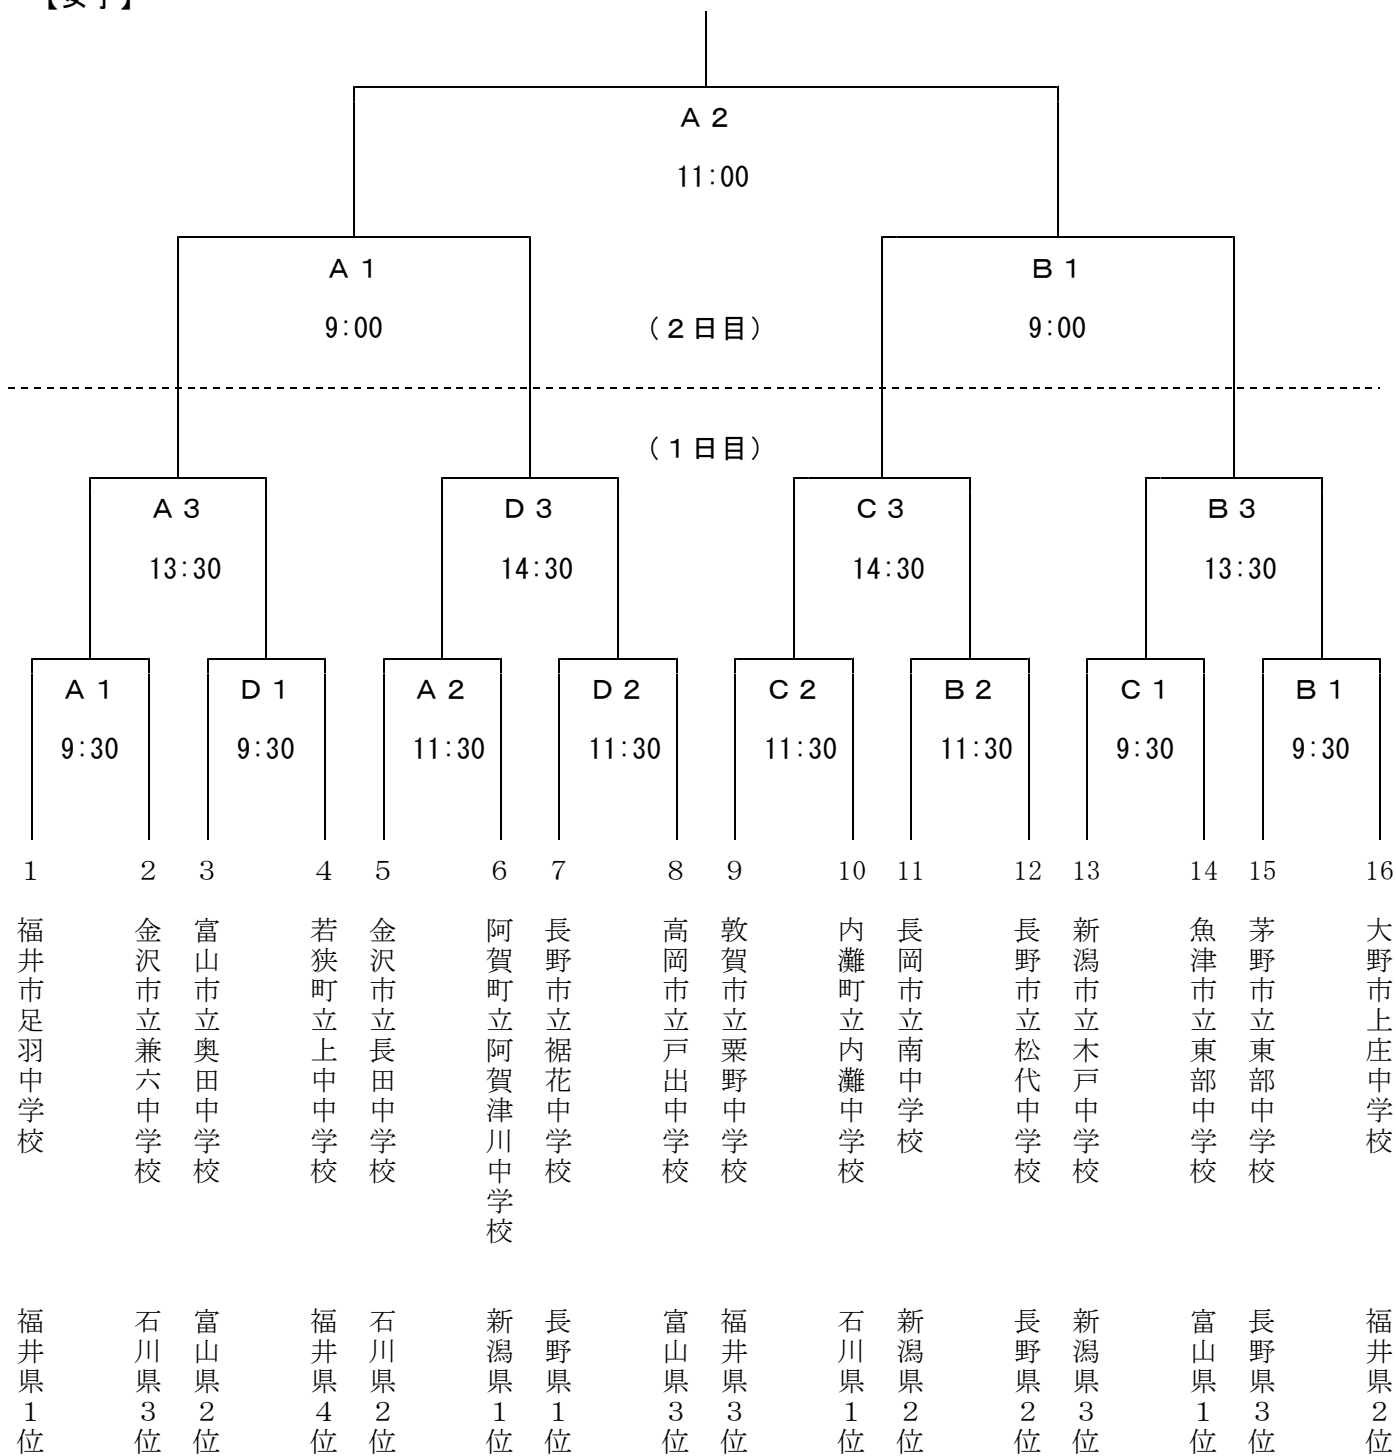 【女子】
Ａ２
11:00
Ａ１
Ｂ１
9:00
（２日目）
9:00
（１日目）
Ａ３
Ｄ３
Ｃ３
Ｂ３
13:30
14:30
14:30
13:30
Ａ１
Ｄ１
Ａ２
Ｄ２
Ｃ２
Ｂ２
Ｃ１
Ｂ１
9:30
9:30
11:30
11:30
11:30
11:30
9:30
9:30
1
2
3
4
5
6
7
8
9
10
11
12
13
14
15
16
福井市足羽中学校
金沢市立兼六中学校
富山市立奥田中学校
若狭町立上中中学校
金沢市立長田中学校
阿賀町立阿賀津川中学校
長野市立裾花中学校
高岡市立戸出中学校
敦賀市立粟野中学校
内灘町立内灘中学校
長岡市立南中学校
長野市立松代中学校
新潟市立木戸中学校
魚津市立東部中学校
茅野市立東部中学校
大野市上庄中学校
福井県１位
石川県３位
富山県２位
福井県４位
石川県２位
新潟県１位
長野県１位
富山県３位
福井県３位
石川県１位
新潟県２位
長野県２位
新潟県３位
富山県１位
長野県３位
福井県２位